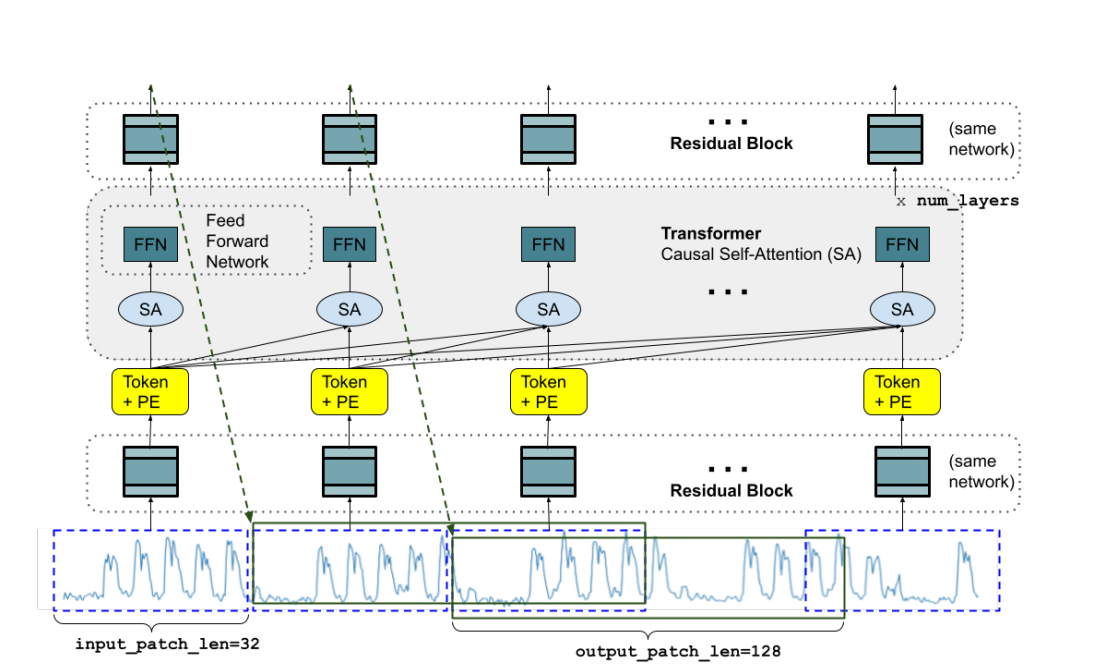 . . .
Residual Block
(same
network)
x num_layers
Feed
Forward
Network
FFN
FFN
FFN
Transformer
Causal Self-Attention (SA)
FFN
. . .
SA
SA
SA
SA
Token
+ PE
Token
+ PE
Token
+ PE
Token
+ PE
. . .
Residual Block
(same
network)
input_patch_len=32
output_patch_len=128